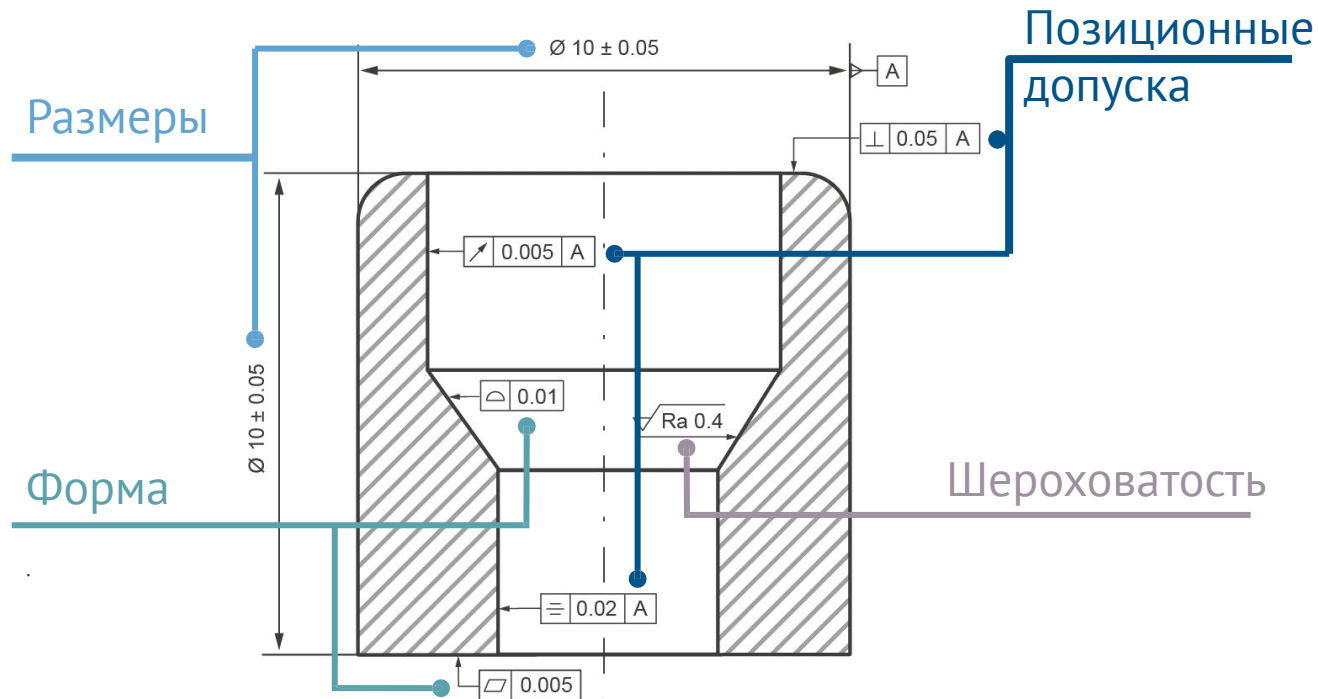 Позиционные
допуска
Ø 10 ± 0.05
A
Размеры
⊥ 0.05 A
↗ 0.005 A
Ø 10 ± 0.05
⌓ 0.01
Ra 0.4
Форма
Шероховатость
⌯ 0.02 A
⏥ 0.005